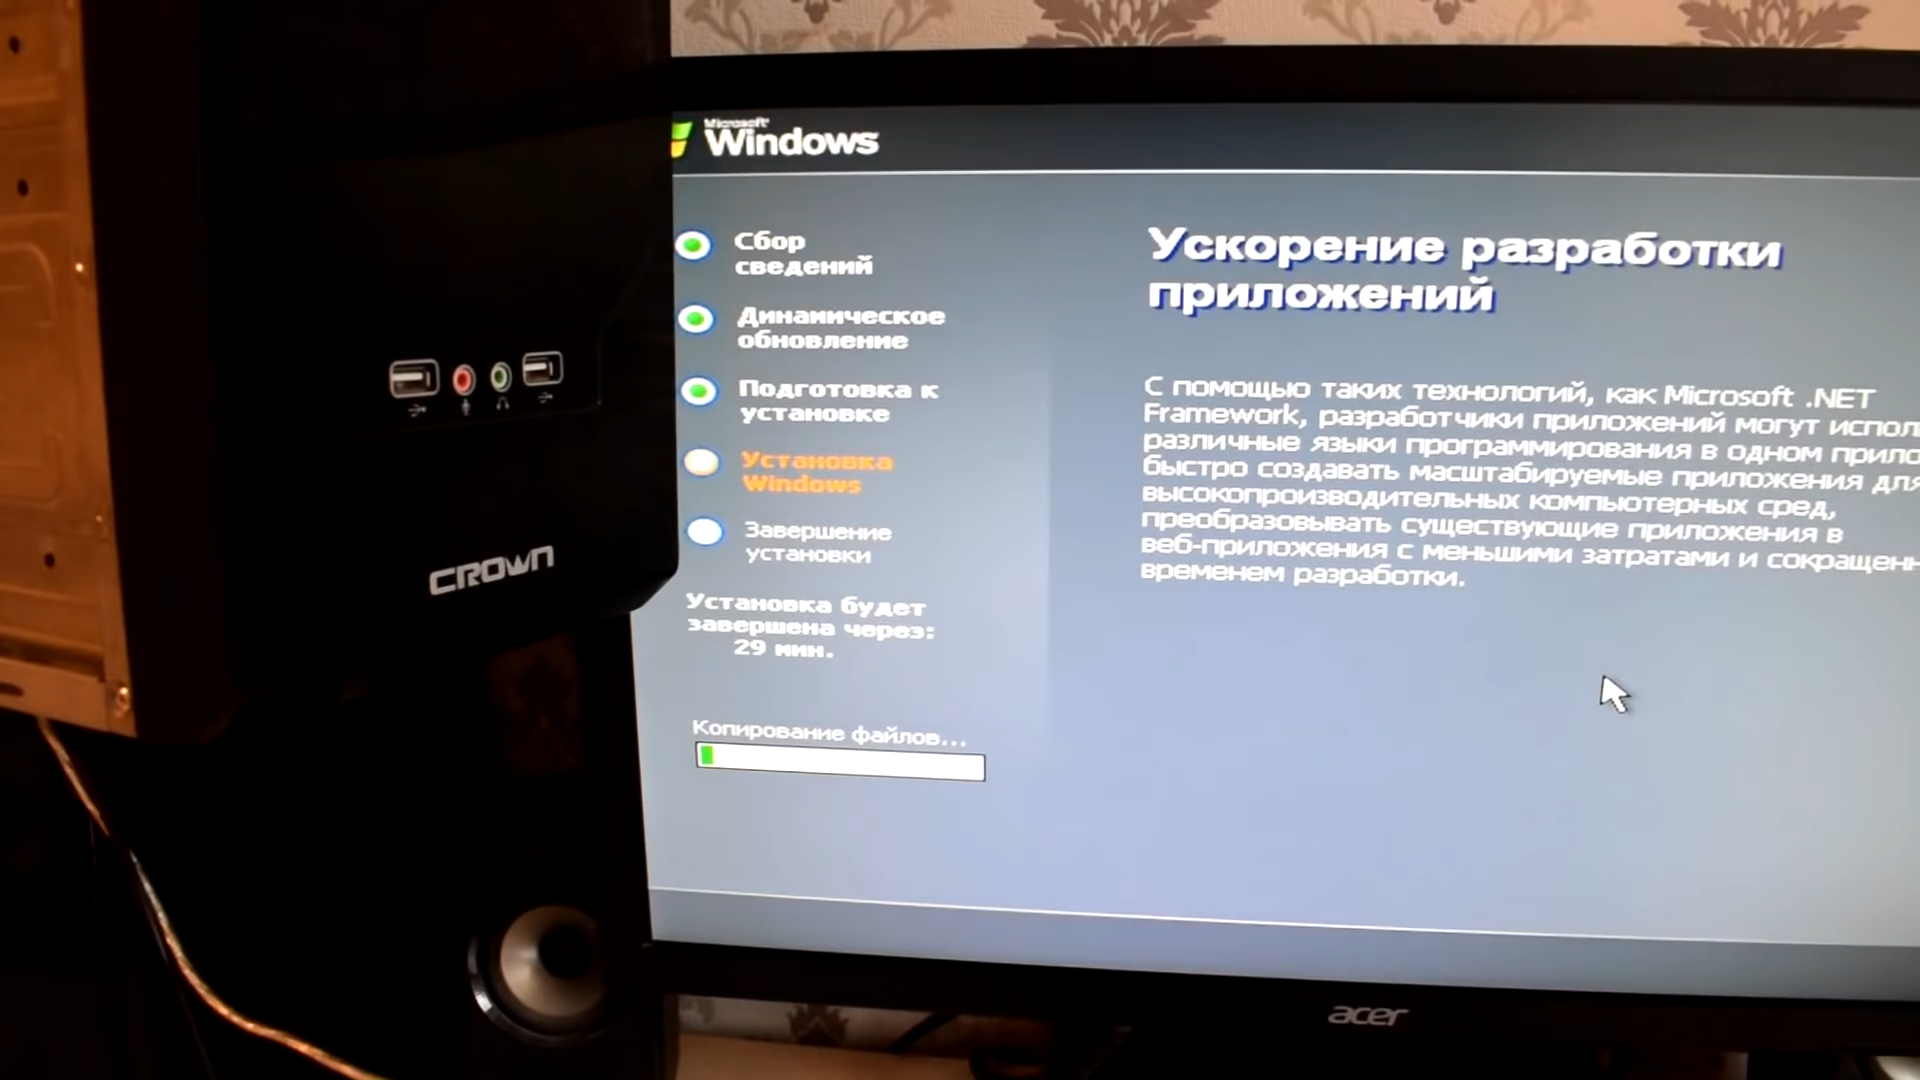 Microsoft
Windows
Сбор
сведений
Динамическое
обновление
Подготовка к
установке
Установка
Windows
Завершение
установки
Установка будет
завершена через:
29 мин.
Копирование файлов...
Ускорение разработки
приложений
С помощью таких технологий, как Microsoft .NET
Framework, разработчики приложений могут
различные языки программирования в одном
быстро создавать масштабируемые приложения для
высокопроизводительных компьютерных сред,
преобразовывать существующие приложения в
веб-приложения с меньшими затратами и
временем разработки.
CROWN
acer